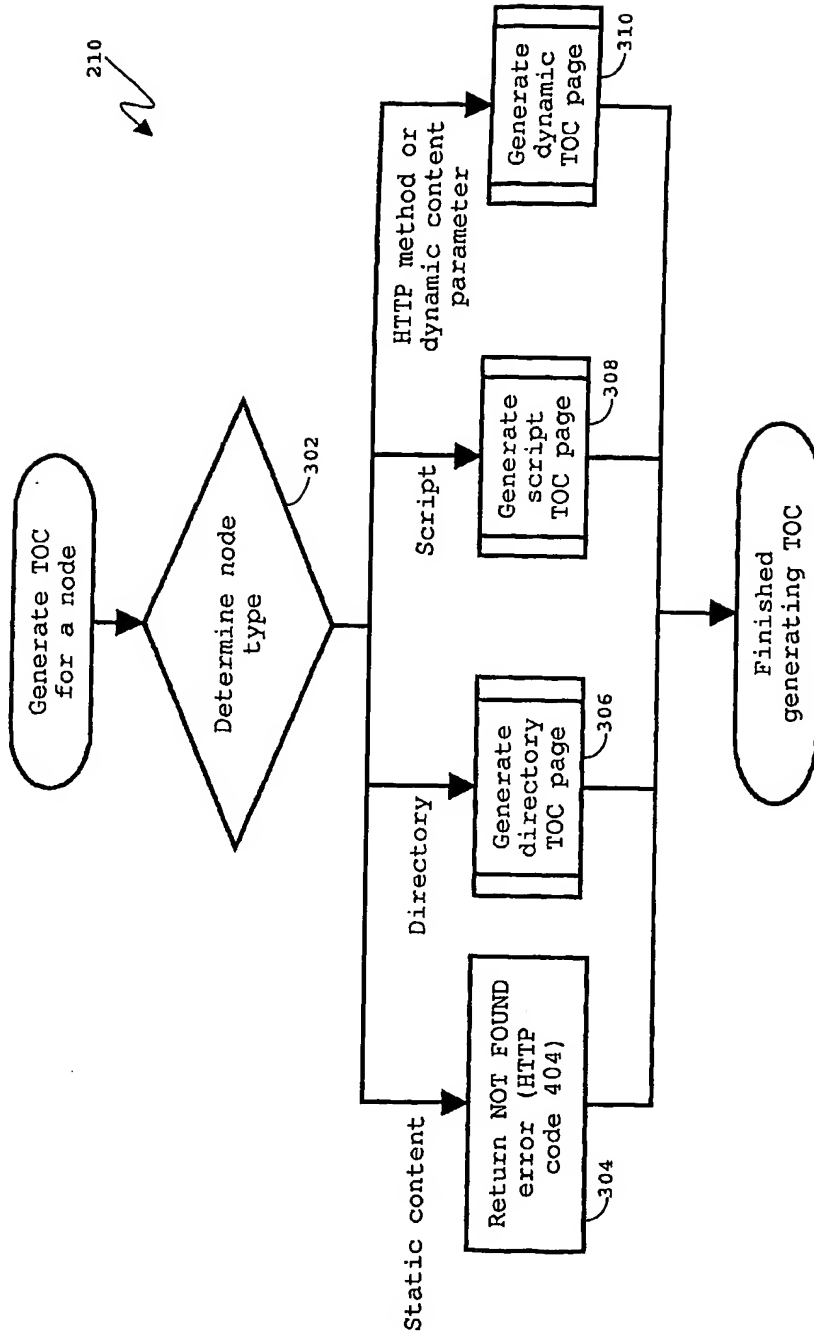 210
Generate TOC
for a node
Determine node
type
302
Static content
Directory
Script
HTTP method or
dynamic content
parameter
Return NOT FOUND
error (HTTP
code 404)
304
Generate
directory
TOC page
306
Generate
script
TOC page
308
Generate
dynamic
TOC page
310
Finished
generating TOC